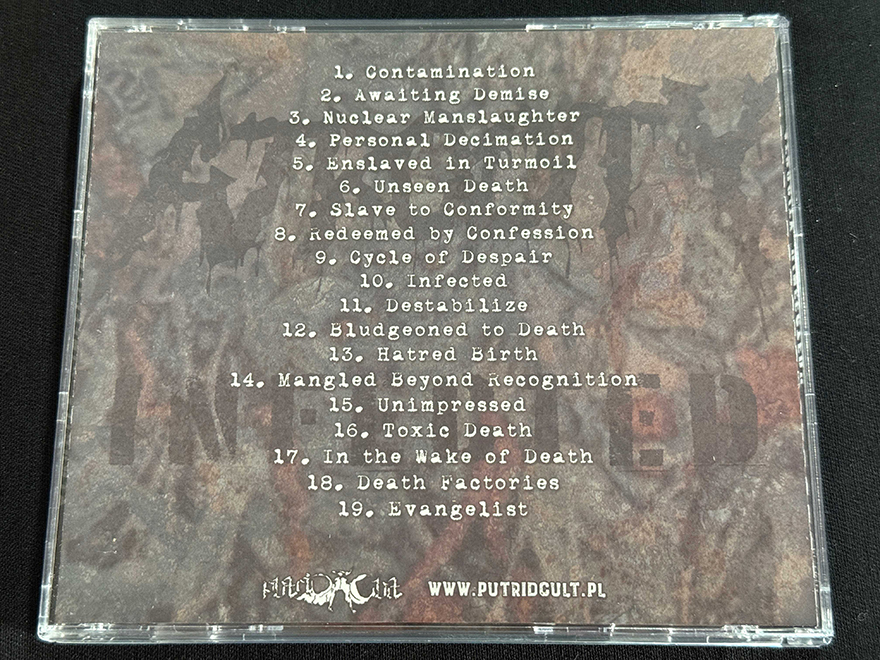 1. Contamination
2. Awaiting Demise
3. Nuclear Manslaughter
4. Personal Decimation
5. Enslaved in Turmoil
6. Unseen Death
7. Slave to Conformity
8. Redeemed by Confession
9. Cycle of Despair
10. Infected
11. Destabilize
12. Bludgeoned to Death
13. Hatred Birth
14. Mangled Beyond Recognition
15. Unimpressed
16. Toxic Death
17. In the Wake of Death
18. Death Factories
19. Evangelist
INFECTED
Putrid Cult
WWW.PUTRIDCULT.PL